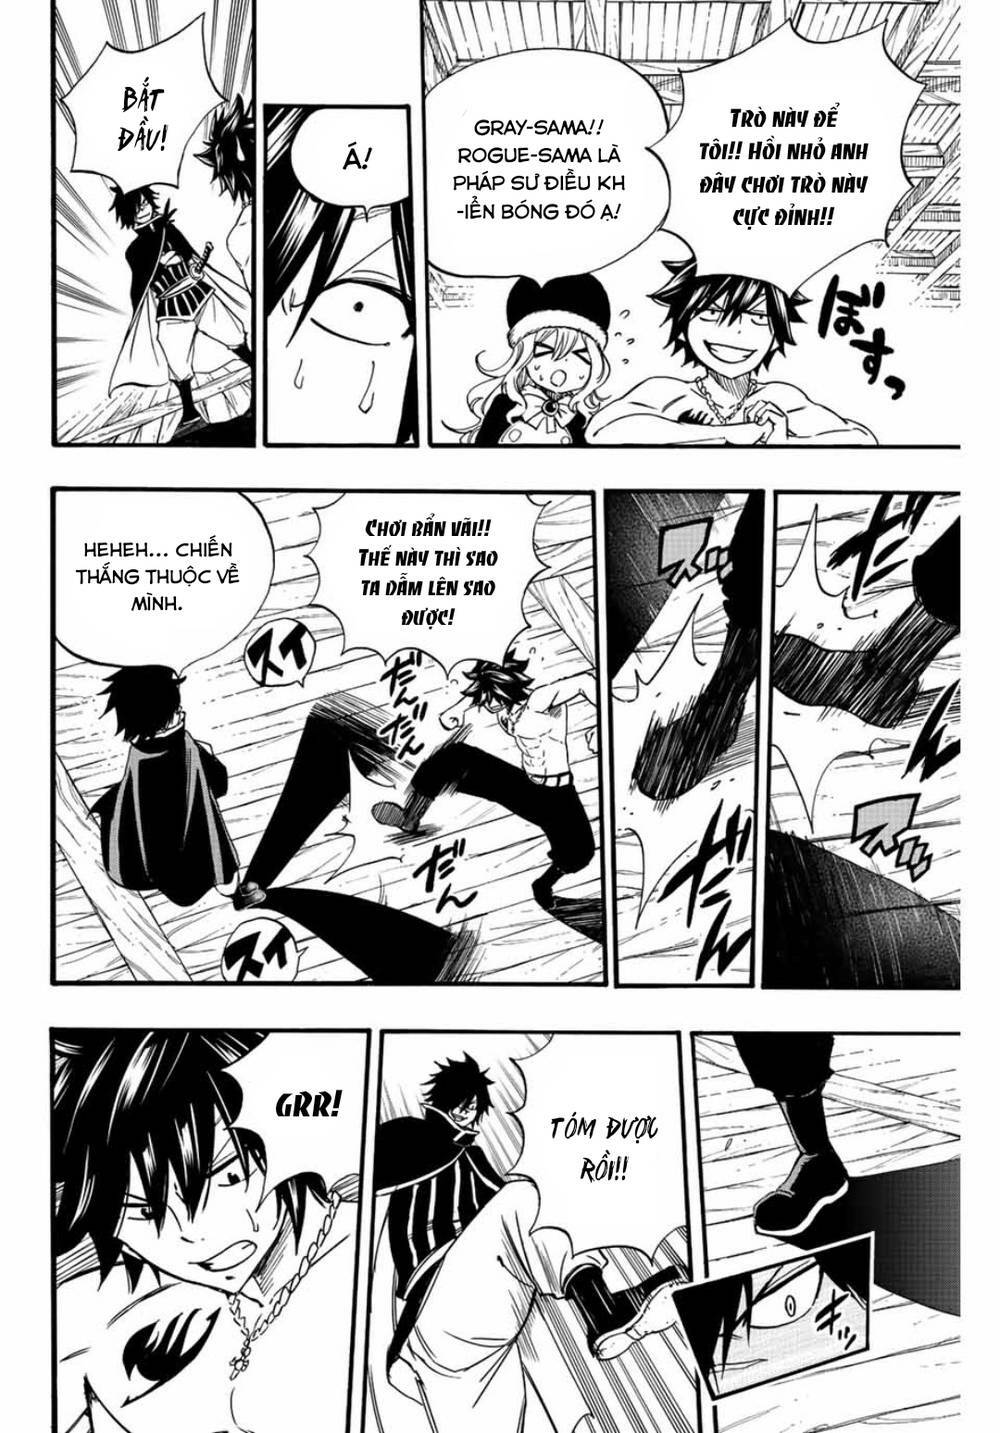 TRÒ NÀY ĐỂ
TÔI!! HỒI NHỎ ANH
ĐÂY CHƠI TRÒ NÀY
CỰC ĐỈNH!!
GRAY-SAMA!!
ROGUE-SAMA LÀ
PHÁP SƯ ĐIỀU KH
-IỂN BÓNG ĐÓ Ạ!
ぼすっ
Á!
BẮT
ĐẦU!
CHƠI BẨN VÃI!!
THẾ NÀY THÌ SAO
TA DẪM LÊN SAO
ĐƯỢC!
HEHEH... CHIẾN
THẮNG THUỘC VỀ
MÌNH.
スイ
だんだん
だん
スイ
だん
TÓM ĐƯỢC
RỒI!!
GRR!